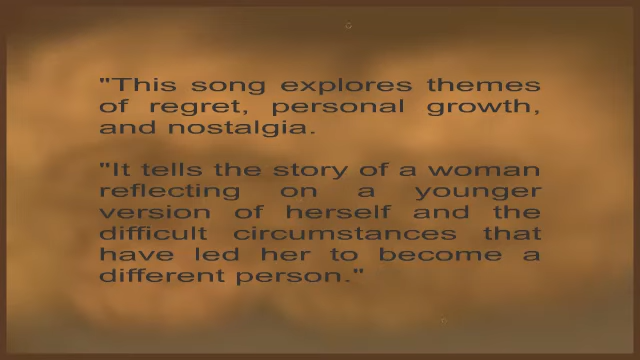 "This song explores themes
of regret, personal growth,
and nostalgia.
"It tells the story of a woman
reflecting on a younger
version of herself and the
difficult circumstances that
have led her to become a
different person."